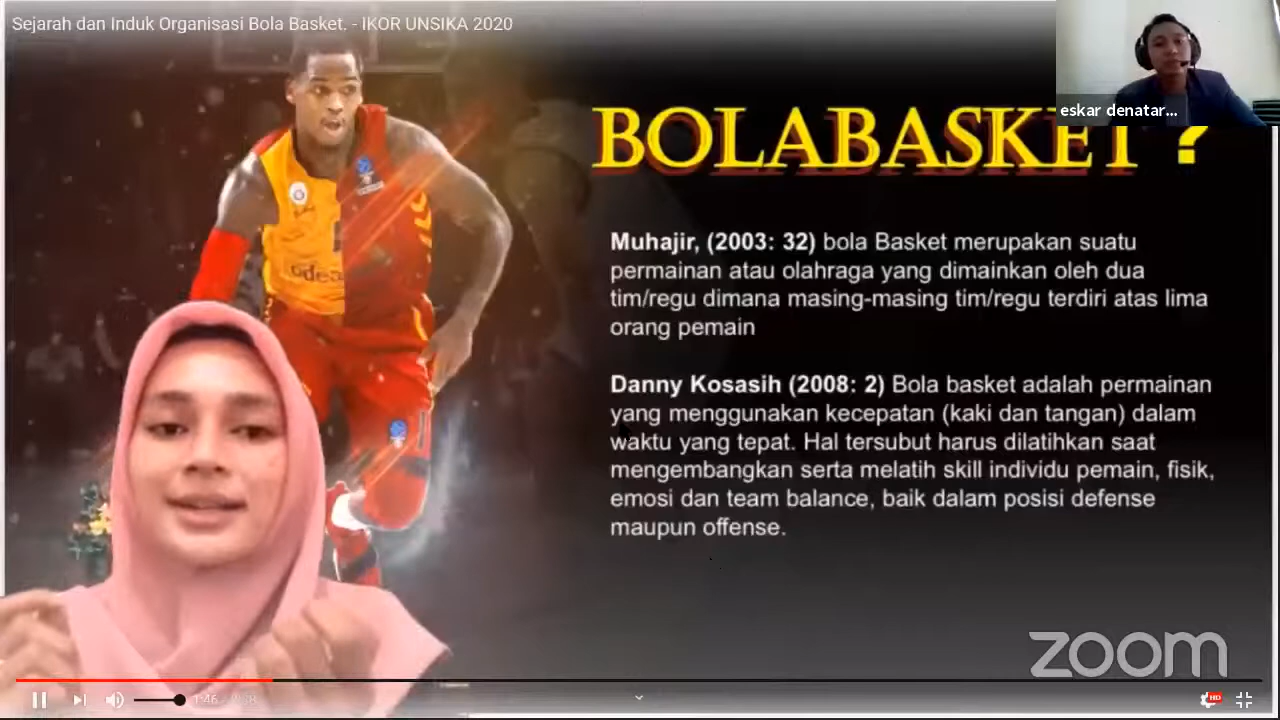 Sejarah dan Induk Organisasi Bola Basket. - IKOR UNSIKA 2020
eskar denatar...
BOLABASKET ?
Muhajir, (2003: 32) bola Basket merupakan suatu
permainan atau olahraga yang dimainkan oleh dua
tim/regu dimana masing-masing tim/regu terdiri atas lima
orang pemain
Danny Kosasih (2008: 2) Bola basket adalah permainan
yang menggunakan kecepatan (kaki dan tangan) dalam
waktu yang tepat. Hal tersubut harus dilatihkan saat
mengembangkan serta melatih skill individu pemain, fisik,
emosi dan team balance, baik dalam posisi defense
maupun offense.
odea
zoom
1:46
HD